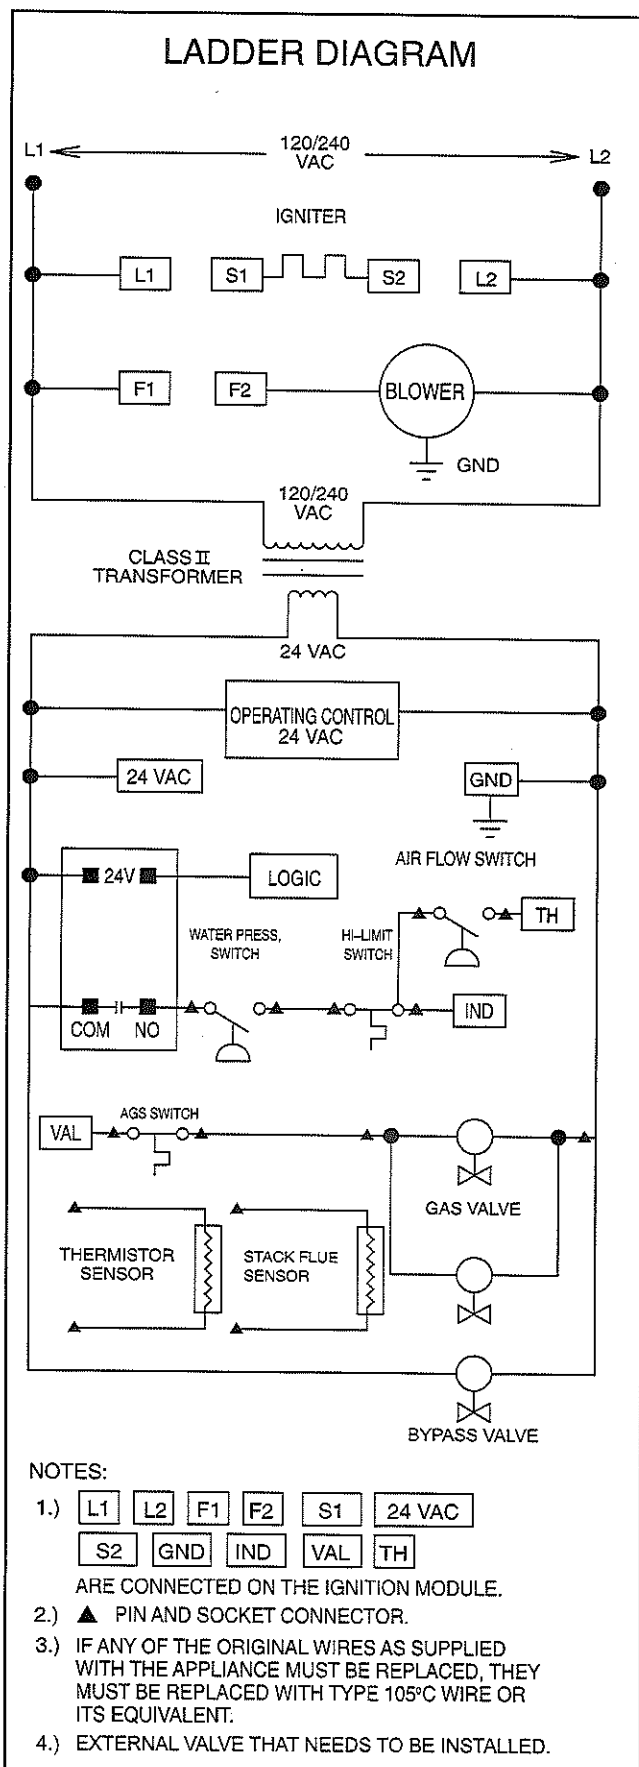 LADDER DIAGRAM
L1
120/240
VAC
L2
IGNITER
L1
S1
S2
L2
F1
F2
BLOWER
GND
120/240
VAC
CLASS II
TRANSFORMER
24 VAC
OPERATING CONTROL
24 VAC
24 VAC
GND
AIR FLOW SWITCH
24V
LOGIC
TH
WATER PRESS,
SWITCH
HI-LIMIT
SWITCH
COM
NO
IND
VAL
AGS SWITCH
GAS VALVE
THERMISTOR
SENSOR
STACK FLUE
SENSOR
BYPASS VALVE
NOTES:
1.) L1 L2 F1 F2 S1 24 VAC
S2 GND IND VAL TH
ARE CONNECTED ON THE IGNITION MODULE.
2.) ▲ PIN AND SOCKET CONNECTOR.
3.) IF ANY OF THE ORIGINAL WIRES AS SUPPLIED
WITH THE APPLIANCE MUST BE REPLACED, THEY
MUST BE REPLACED WITH TYPE 105°C WIRE OR
ITS EQUIVALENT.
4.) EXTERNAL VALVE THAT NEEDS TO BE INSTALLED.